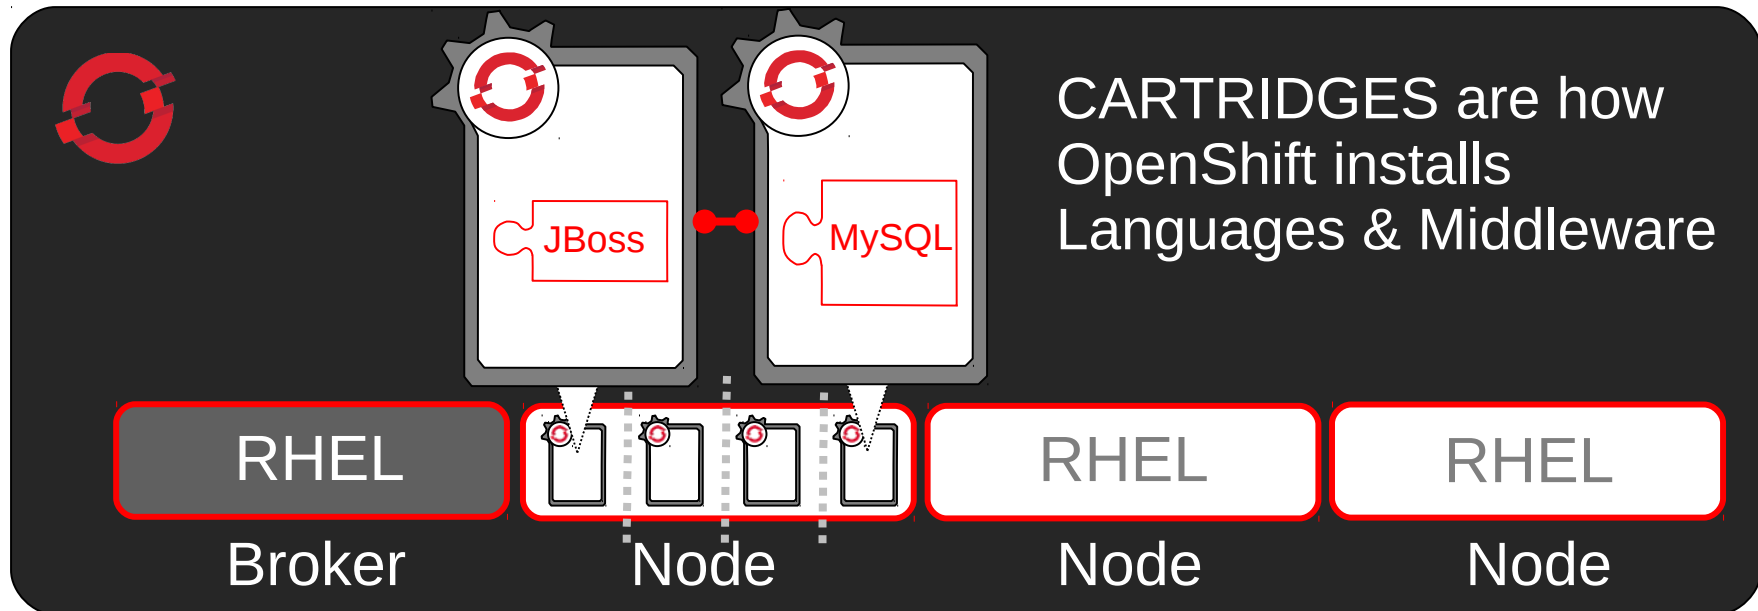 CARTRIDGES are how
OpenShift installs
Languages & Middleware
JBoss
MySQL
RHEL
RHEL
RHEL
Broker
Node
Node
Node